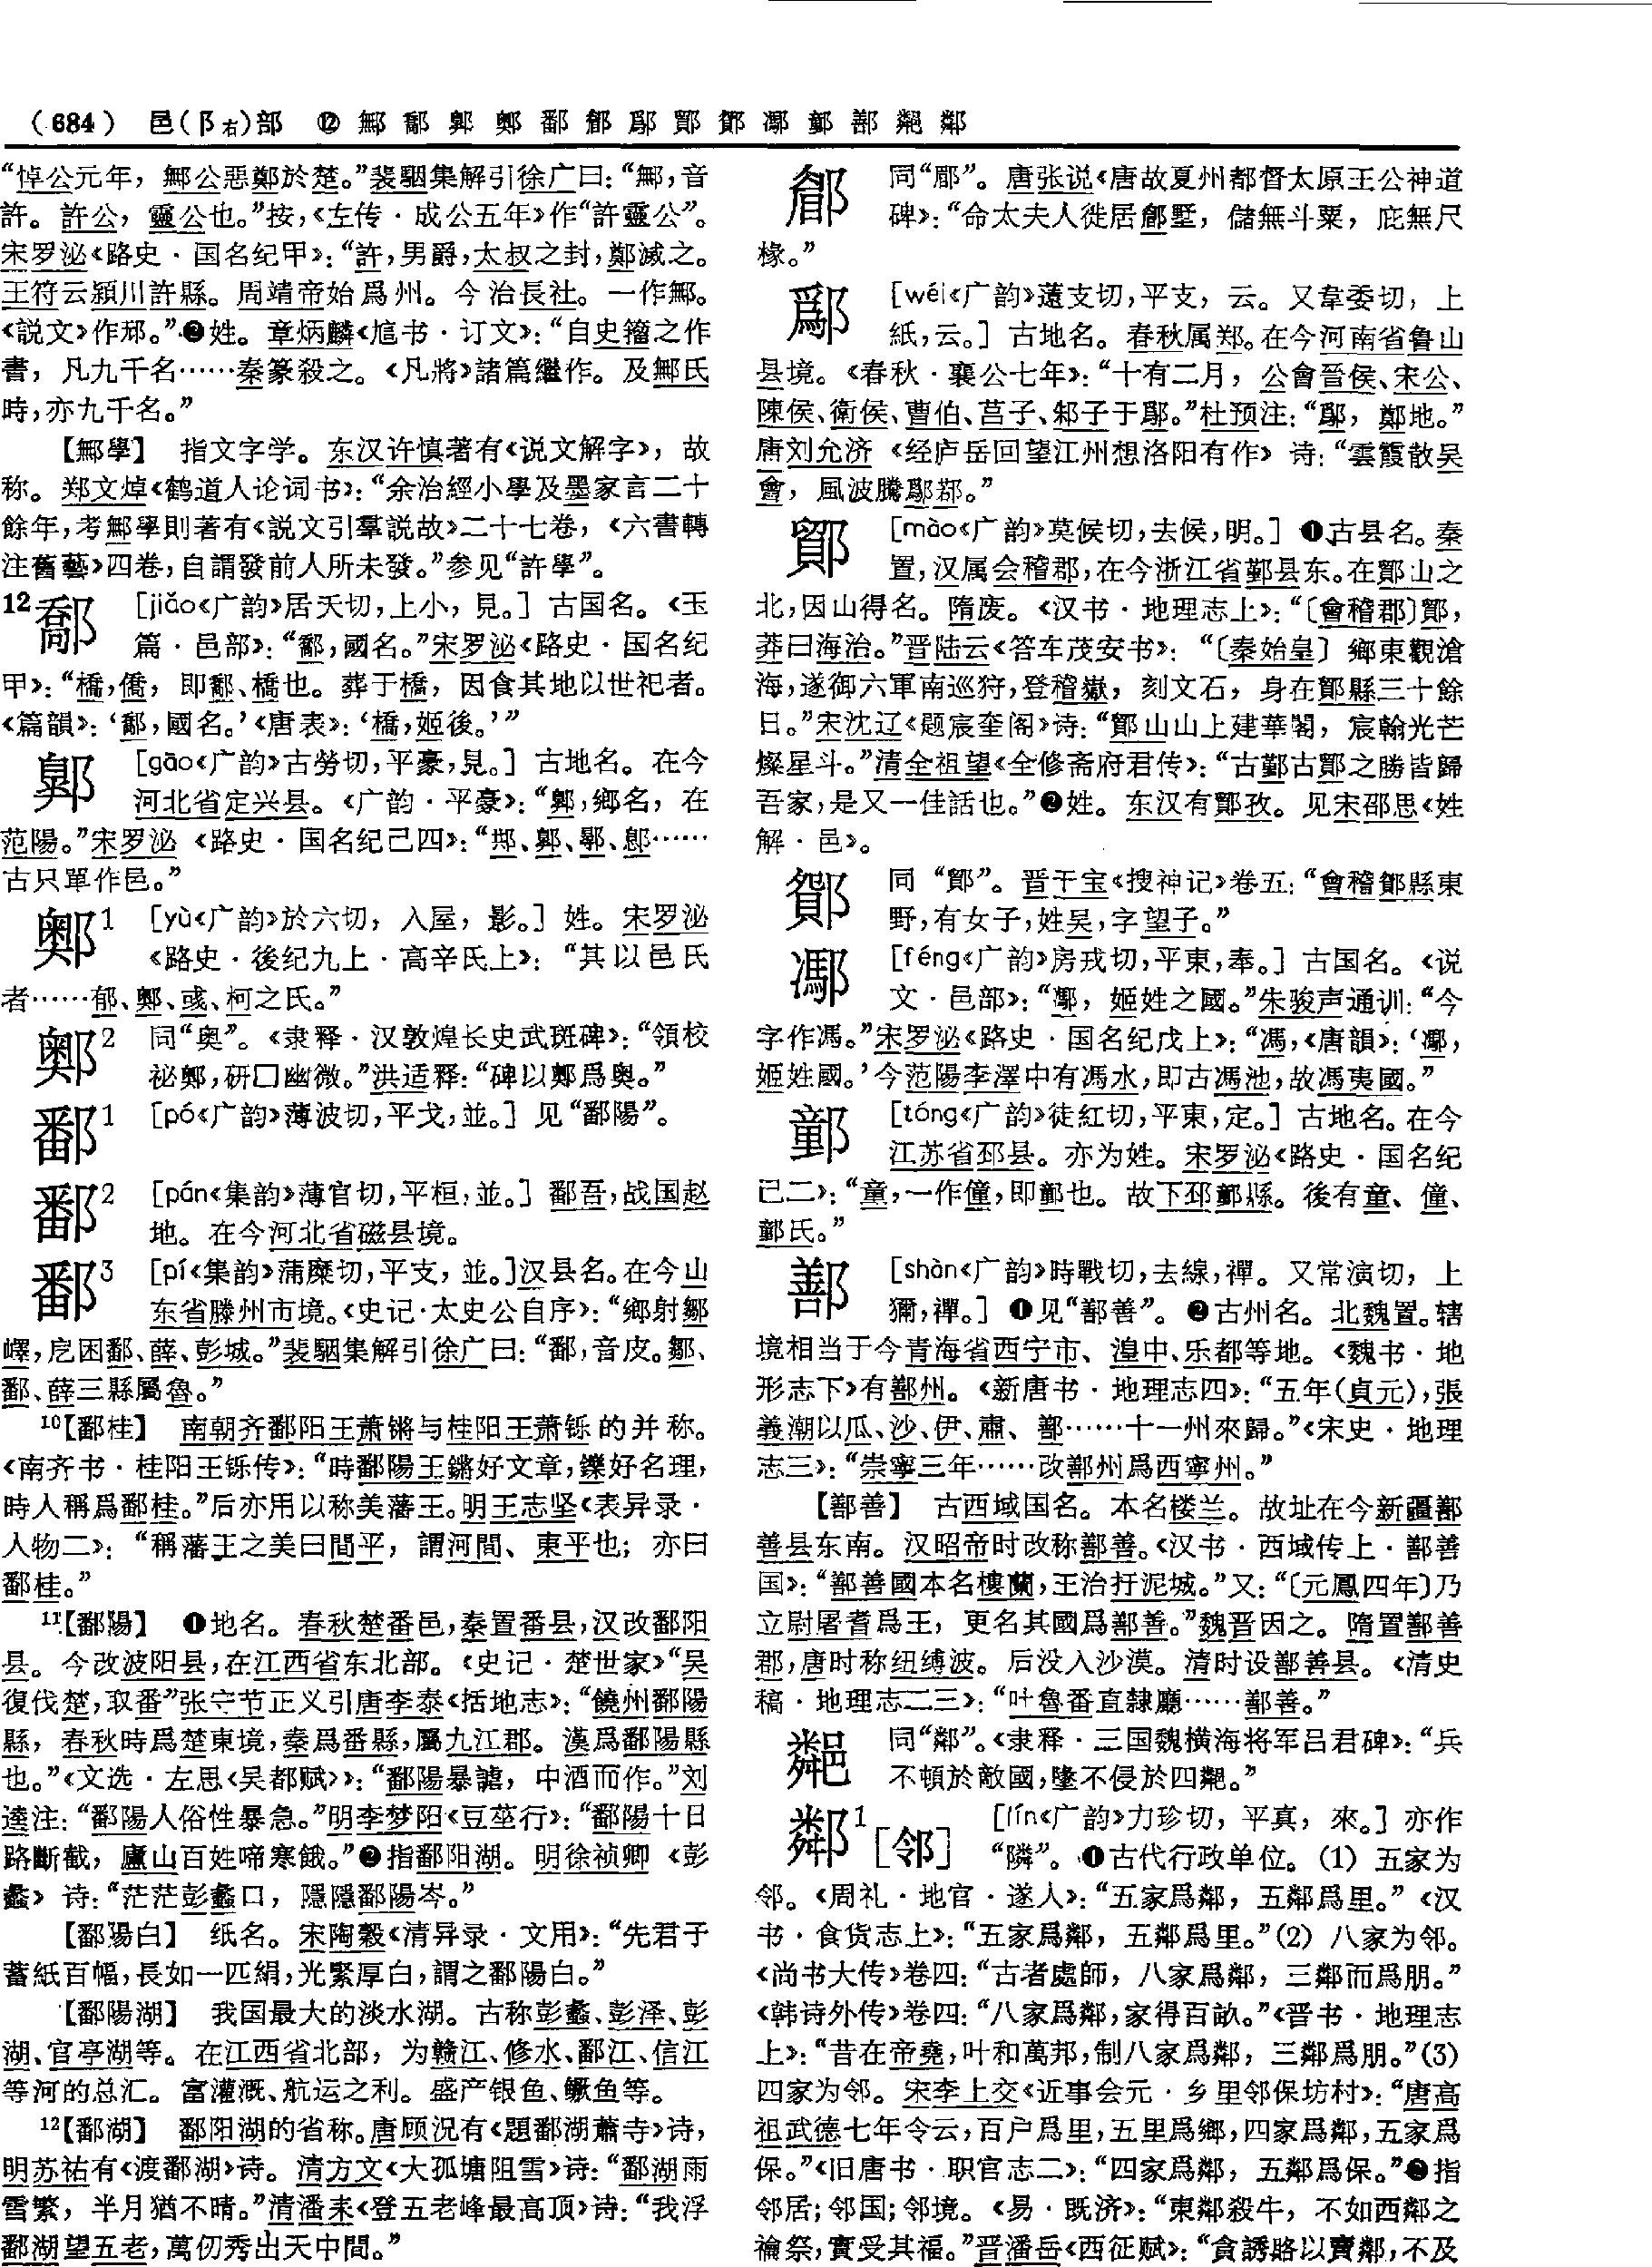 （684） 邑(阝右)部 ⑫ 鄦鄗鄡鄥鄱鄇鄬鄮鄮鄸鄞鄯鄰鄰
“悼公元年，鄦公惡鄭於楚。”裴駰集解引徐广曰：“鄦，音
許。許公，靈公也。”按，《左传·成公五年》作“許靈公”。
宋罗泌《路史·国名纪甲》：“許，男爵，太叔之封，鄭滅之。
王符云潁川許縣。周靖帝始爲州。今治長社。一作鄦。
《説文》作邟。”❷姓。章炳麟《訄书·订文》：“自史籀之作
書，凡九千名……秦篆殺之。《凡將》諸篇繼作。及鄦氏
時，亦九千名。”
【鄦學】 指文字学。东汉许慎著有《说文解字》，故
称。郑文焯《鹤道人论词书》：“余治經小學及墨家言二十
餘年，考鄦學則著有《説文引羣説故》二十七卷，《六書轉
注舊藝》四卷，自謂發前人所未發。”参见“許學”。
12 [jiǎo《广韵》居夭切，上小，見。] 古国名。《玉
篇·邑部》：“，國名。”宋罗泌《路史·国名纪
甲》：“橋，僑，即、橋也。葬于橋，因食其地以世祀者。
《篇韻》：‘，國名。’《唐表》：‘橋，姬後。’”
[gāo《广韵》古勞切，平豪，見。] 古地名。在今
河北省定兴县。《广韵·平豪》：“，鄉名，在
范陽。”宋罗泌《路史·国名纪己四》：“……
古只單作邑。”
1 [yù《广韵》於六切，入屋，影。] 姓。宋罗泌
《路史·後纪九上·高辛氏上》：“其以邑氏
者……郁、、彧、柯之氏。”
2 同“奥”。《隶释·汉敦煌长史武斑碑》：“領校
祕，研囗幽微。”洪适释：“碑以爲奥。”
鄱1 [pó《广韵》薄波切，平戈，並。] 见“鄱陽”。
鄱2 [pán《集韵》薄官切，平桓，並。] 鄱吾，战国赵
地。在今河北省磁县境。
鄱3 [pí《集韵》蒲糜切，平支，並。]汉县名。在今山
东省滕州市境。《史记·太史公自序》：“鄉射鄒
嶧，戹困鄱、薛、彭城。”裴駰集解引徐广曰：“鄱，音皮。鄒、
鄱、薛三縣屬魯。”
10【鄱桂】 南朝齐鄱阳王萧锵与桂阳王萧铄的并称。
《南齐书·桂阳王铄传》：“時鄱陽王鏘好文章，鑠好名理，
時人稱爲鄱桂。”后亦用以称美藩王。明王志坚《表异录·
人物二》：“稱藩王之美曰間平，謂河間、東平也；亦曰
鄱桂。”
11【鄱陽】 ❶地名。春秋楚番邑，秦置番县，汉改鄱阳
县。今改波阳县，在江西省东北部。《史记·楚世家》“吴
復伐楚，取番”张守节正义引唐李泰《括地志》：“饒州鄱陽
縣，春秋時爲楚東境，秦爲番縣，屬九江郡。漢爲鄱陽縣
也。”《文选·左思〈吴都赋〉》：“鄱陽暴謔，中酒而作。”刘
逵注：“鄱陽人俗性暴急。”明李梦阳《豆莝行》：“鄱陽十日
路斷截，廬山百姓啼寒餓。”❷指鄱阳湖。明徐祯卿《彭
蠡》诗：“茫茫彭蠡口，隱隱鄱陽岑。”
【鄱陽白】 纸名。宋陶穀《清异录·文用》：“先君子
蓄紙百幅，長如一匹絹，光緊厚白，謂之鄱陽白。”
【鄱陽湖】 我国最大的淡水湖。古称彭蠡、彭泽、彭
湖、官亭湖等。在江西省北部，为赣江、修水、鄱江、信江
等河的总汇。富灌溉、航运之利。盛产银鱼、鳜鱼等。
12【鄱湖】 鄱阳湖的省称。唐顾况有《題鄱湖蕭寺》诗，
明苏祐有《渡鄱湖》诗。清方文《大孤塘阻雪》诗：“鄱湖雨
雪繁，半月猶不晴。”清潘耒《登五老峰最高顶》诗：“我浮
鄱湖望五老，萬仞秀出天中間。”
同“鄜”。唐张说《唐故夏州都督太原王公神道
碑》：“命太夫人徙居墅，儲無斗粟，庇無尺
椽。”
鄬 [wéi《广韵》薳支切，平支，云。又韋委切，上
紙，云。] 古地名。春秋属郑。在今河南省鲁山
县境。《春秋·襄公七年》：“十有二月，公會晉侯、宋公、
陳侯、衛侯、曹伯、莒子、邾子于鄬。”杜预注：“鄬，鄭地。”
唐刘允济《经庐岳回望江州想洛阳有作》诗：“雲霞散吴
會，風波騰鄬鄀。”
鄮 [mào《广韵》莫候切，去候，明。] ❶古县名。秦
置，汉属会稽郡，在今浙江省鄞县东。在鄮山之
北，因山得名。隋废。《汉书·地理志上》：“〔會稽郡〕鄮，
莽曰海治。”晋陆云《答车茂安书》：“〔秦始皇〕鄉東觀滄
海，遂御六軍南巡狩，登稽嶽，刻文石，身在鄮縣三十餘
日。”宋沈辽《题宸奎阁》诗：“鄮山山上建華閣，宸翰光芒
燦星斗。”清全祖望《全修斋府君传》：“古鄞古鄮之勝皆歸
吾家，是又一佳話也。”❷姓。东汉有鄮孜。见宋邵思《姓
解·邑》。
同“鄮”。晋干宝《搜神记》卷五：“會稽縣東
野，有女子，姓吴，字望子。”
[féng《广韵》房戎切，平東，奉。] 古国名。《说
文·邑部》：“，姬姓之國。”朱骏声通训：“今
字作馮。”宋罗泌《路史·国名纪戊上》：“馮，《唐韻》：‘，
姬姓國。’今范陽李澤中有馮水，即古馮池，故馮夷國。”
[tóng《广韵》徒紅切，平東，定。] 古地名。在今
江苏省邳县。亦为姓。宋罗泌《路史·国名纪
己二》：“童，一作僮，即也。故下邳縣。後有童、僮、
氏。”
鄯 [shàn《广韵》時戰切，去線，禪。又常演切，上
獮，禪。] ❶见“鄯善”。❷古州名。北魏置。辖
境相当于今青海省西宁市、湟中、乐都等地。《魏书·地
形志下》有鄯州。《新唐书·地理志四》：“五年(貞元)，張
義潮以瓜、沙、伊、肅、鄯……十一州來歸。”《宋史·地理
志三》：“崇寧三年……改鄯州爲西寧州。”
【鄯善】 古西域国名。本名楼兰。故址在今新疆鄯
善县东南。汉昭帝时改称鄯善。《汉书·西域传上·鄯善
国》：“鄯善國本名樓蘭，王治扜泥城。”又：“〔元鳳四年〕乃
立尉屠耆爲王，更名其國爲鄯善。”魏晋因之。隋置鄯善
郡，唐时称纽缚波。后没入沙漠。清时设鄯善县。《清史
稿·地理志二三》：“吐魯番直隸廳……鄯善。”
同“鄰”。《隶释·三国魏横海将军吕君碑》：“兵
不頓於敵國，墜不侵於四。”
鄰1[邻] [lín《广韵》力珍切，平真，來。] 亦作
“隣”。❶古代行政单位。(1) 五家为
邻。《周礼·地官·遂人》：“五家爲鄰，五鄰爲里。”《汉
书·食货志上》：“五家爲鄰，五鄰爲里。”(2) 八家为邻。
《尚书大传》卷四：“古者處師，八家爲鄰，三鄰而爲朋。”
《韩诗外传》卷四：“八家爲鄰，家得百畝。”《晋书·地理志
上》：“昔在帝堯，叶和萬邦，制八家爲鄰，三鄰爲朋。”(3)
四家为邻。宋李上交《近事会元·乡里邻保坊村》：“唐高
祖武德七年令云，百户爲里，五里爲鄉，四家爲鄰，五家爲
保。”《旧唐书·职官志二》：“四家爲鄰，五鄰爲保。”❷指
邻居；邻国；邻境。《易·既济》：“東鄰殺牛，不如西鄰之
禴祭，實受其福。”晋潘岳《西征赋》：“貪誘賂以賣鄰，不及